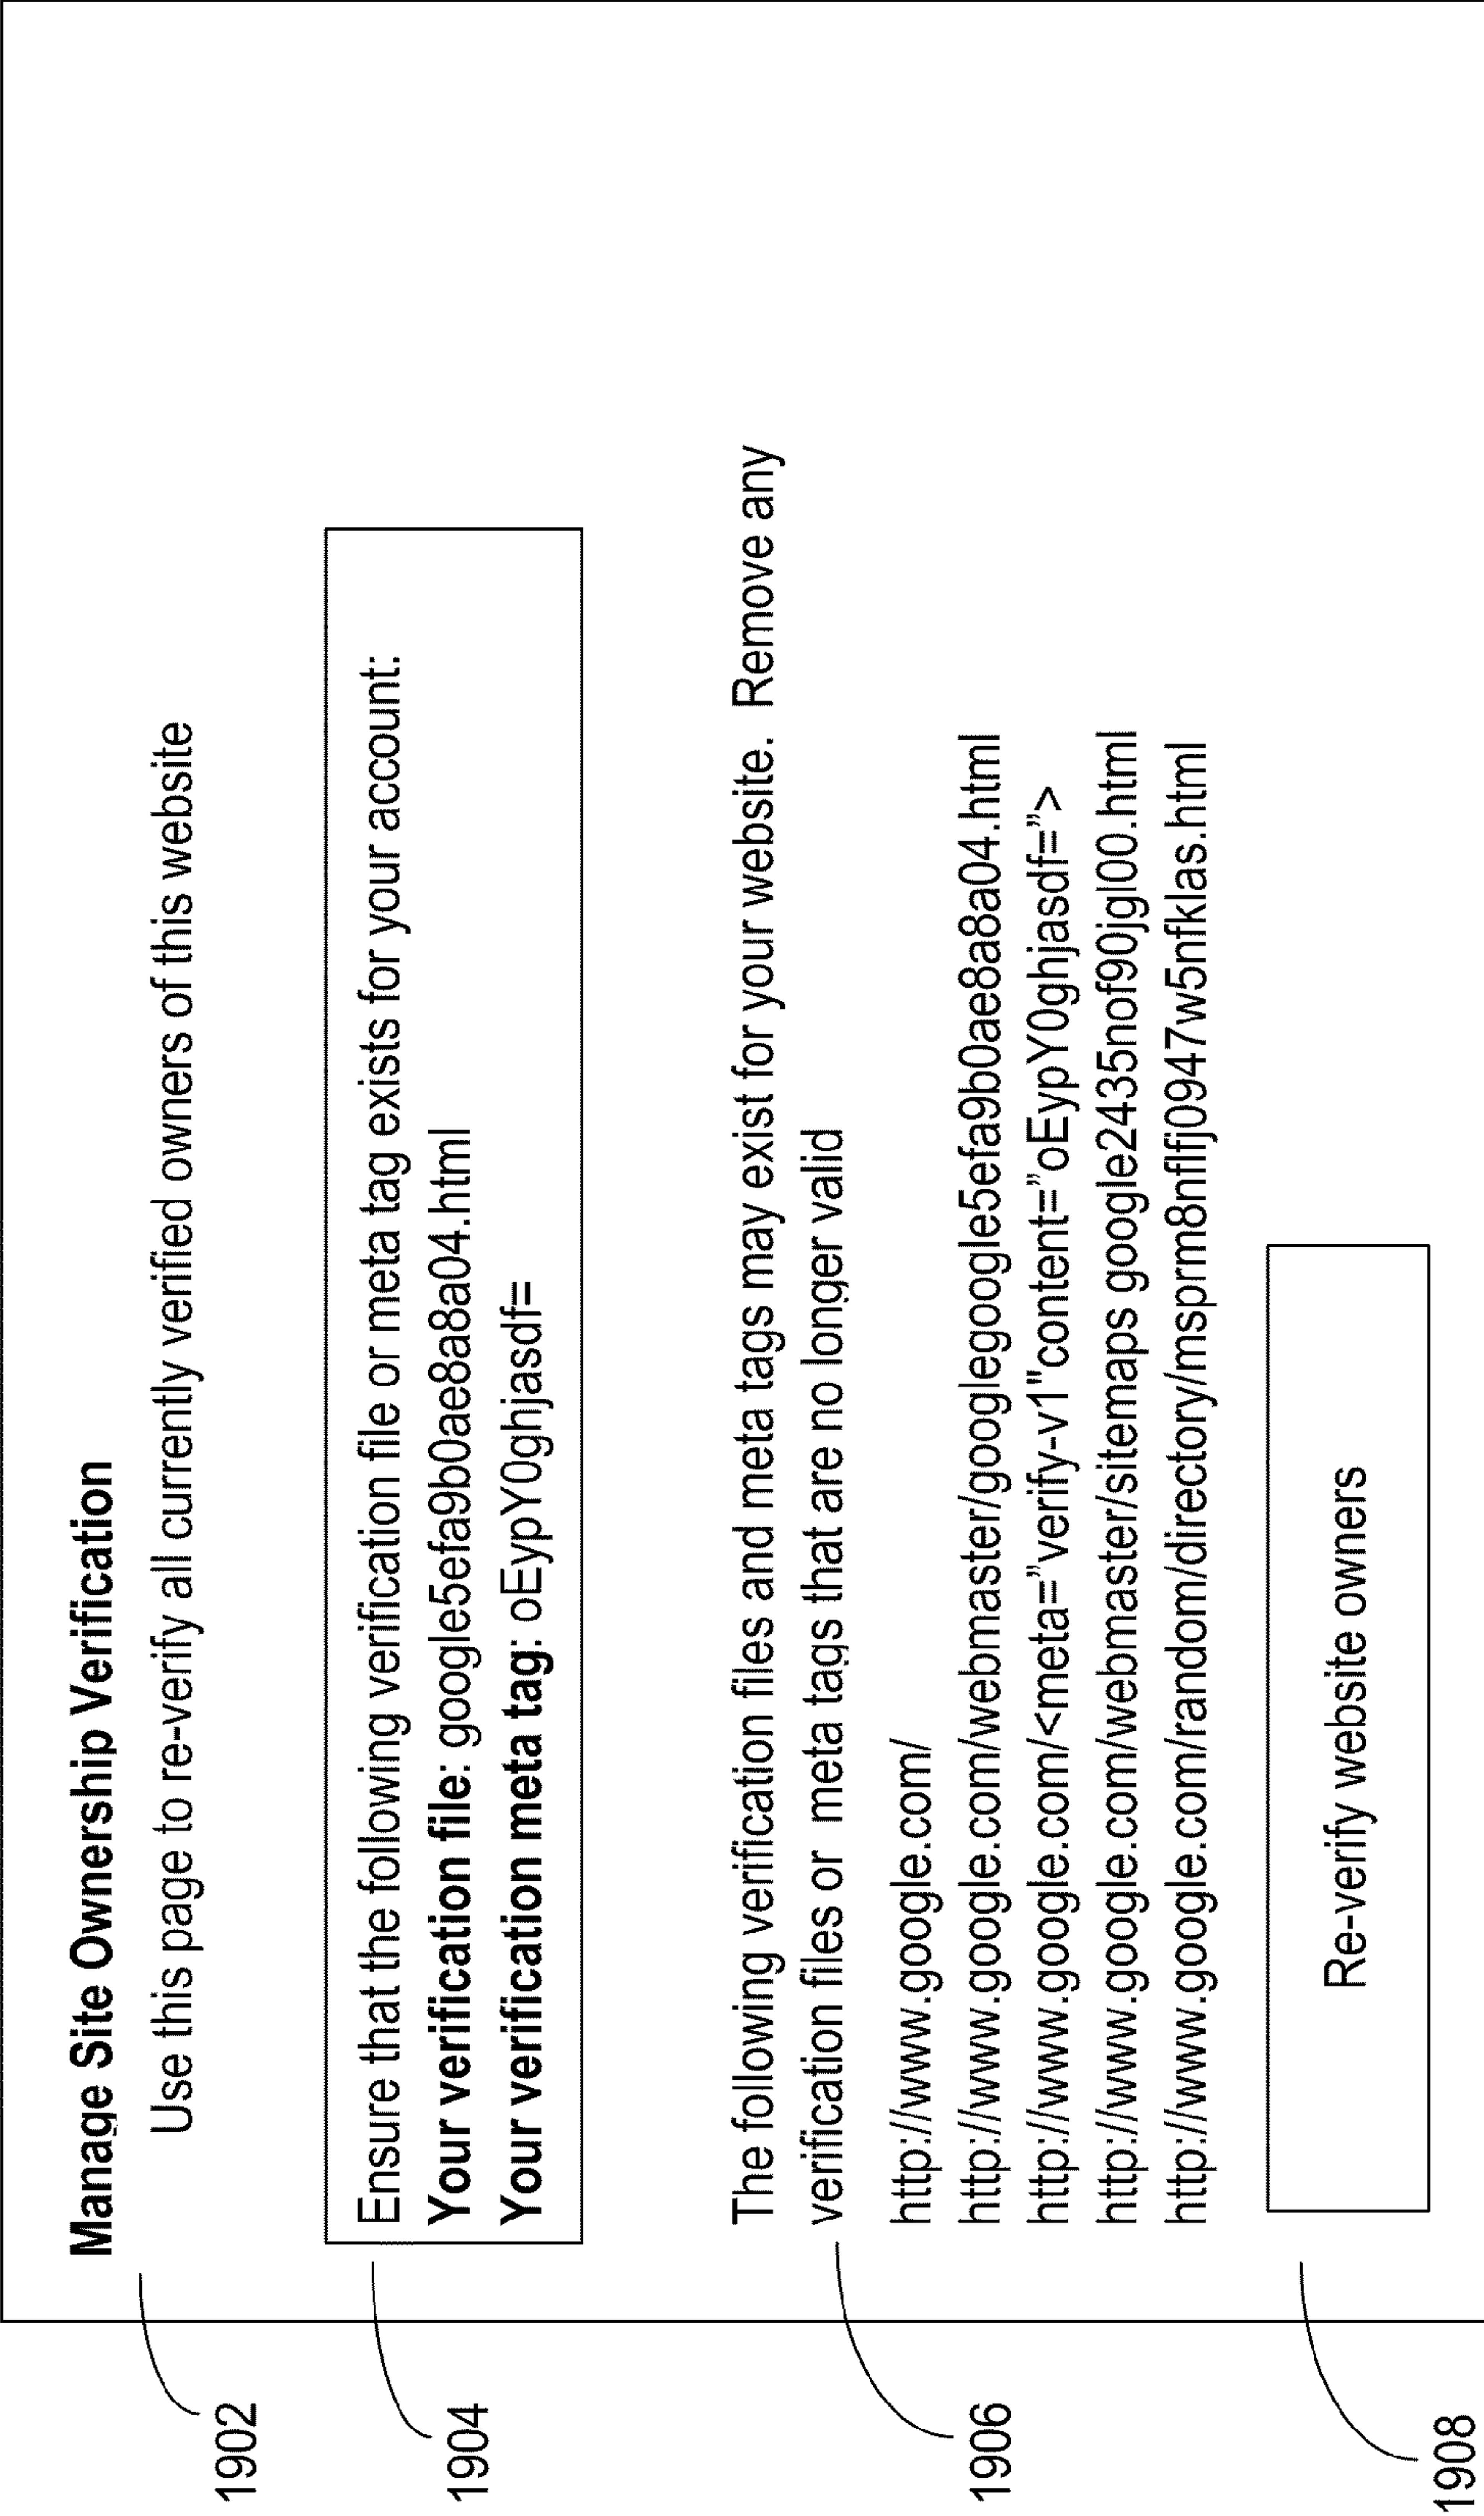 Manage Site Ownership Verification
Use this page to re-verify all currently verified owners of this website
1902
Ensure that the following verification file or meta tag exists for your account:
Your verification file: google5efa9b0ae8a8a04.html
Your verification meta tag: oEypY0ghjasdf=
1904
The following verification files and meta tags may exist for your website. Remove any
verification files or meta tags that are no longer valid
1906
http://www.google.com/
http://www.google.com/webmaster/googlegoogle5efa9b0ae8a8a04.html
http://www.google.com/<meta=”verify-v1"content=”oEypY0ghjasdf=”>
http://www.google.com/webmaster/sitemaps google2435nof90jgl00.html
http://www.google.com/random/directory/msprm8nflfj0947w5nfklas.html
Re-verify website owners
1908